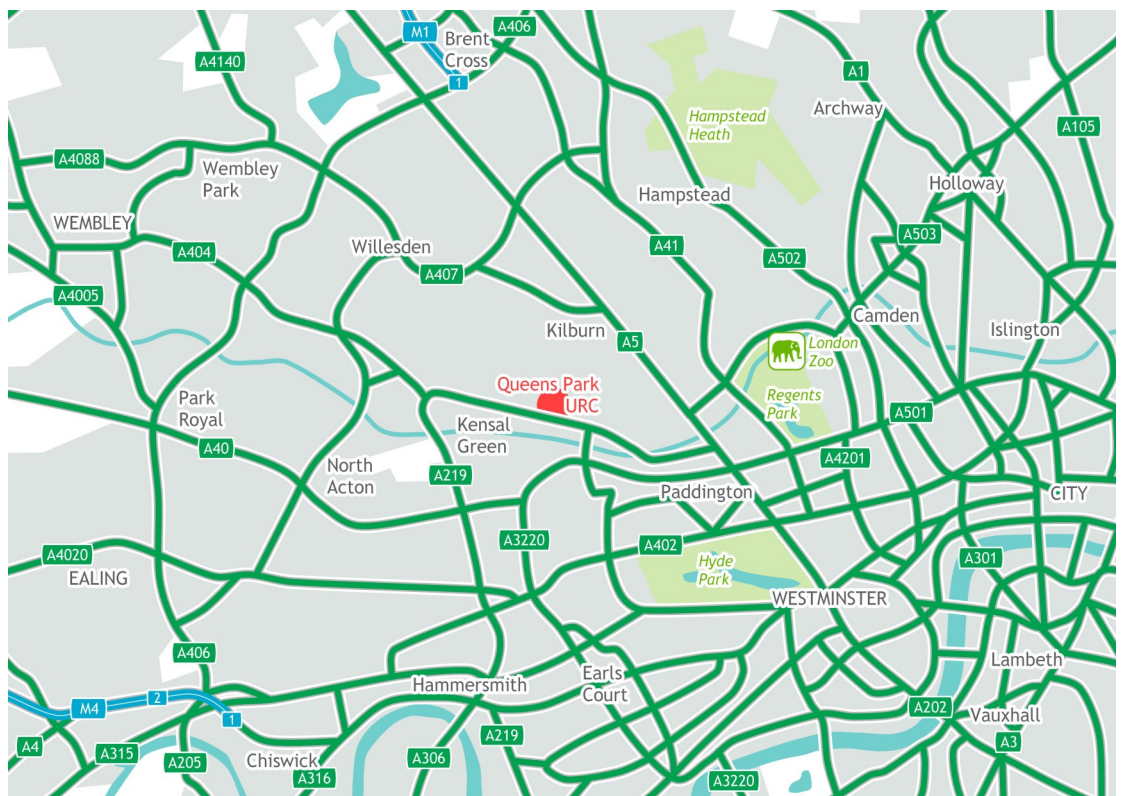 M1
A406
Brent
Cross
A4140
1
A1
Archway
Hampstead
Heath
A105
A4088
Wembley
Park
Holloway
Hampstead
WEMBLEY
A503
Willesden
A404
A41
A502
A407
A4005
Camden
Kilburn
A5
Islington
London
Zoo
Queens Park
URC
Park
Royal
Regents
Park
A501
Kensal
Green
A40
A4201
North
Acton
A219
Paddington
CITY
A3220
A402
A4020
EALING
Hyde
Park
A301
WESTMINSTER
A406
Lambeth
Earls
Court
Hammersmith
2
M4
1
A202
Vauxhall
A4
A315
A219
A3
Chiswick
A205
A306
A316
A3220